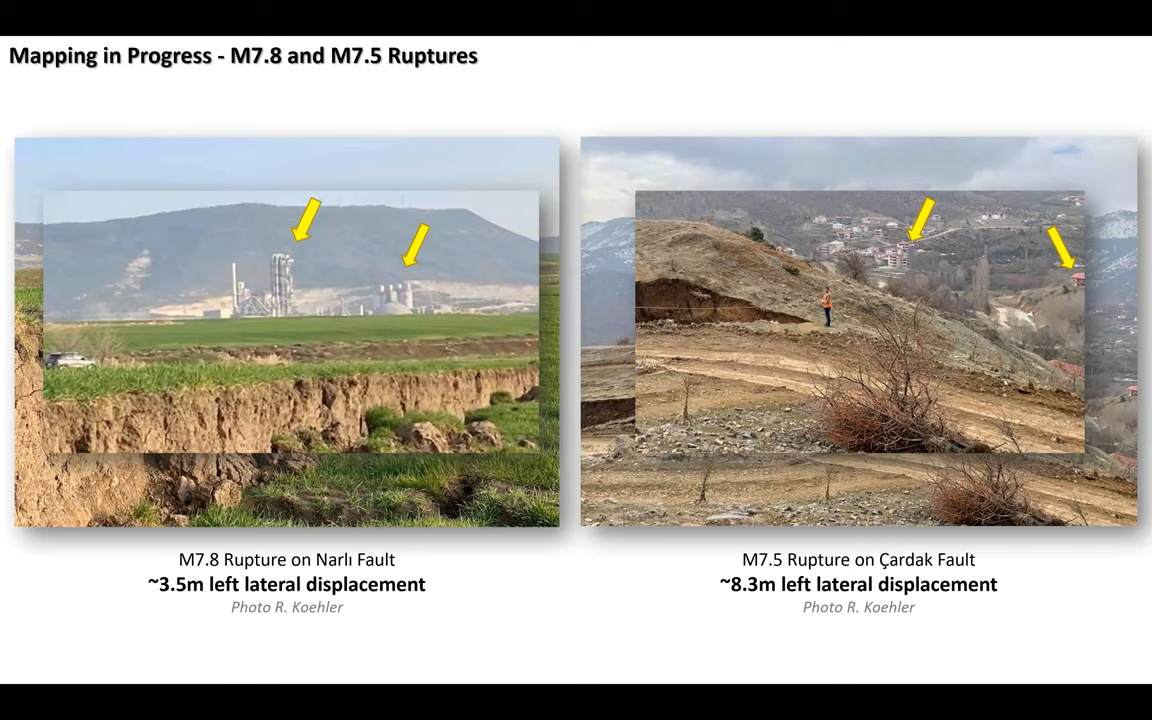 Mapping in Progress - M7.8 and M7.5 Ruptures
M7.8 Rupture on Narlı Fault
~3.5m left lateral displacement
Photo R. Koehler
M7.5 Rupture on Çardak Fault
~8.3m left lateral displacement
Photo R. Koehler